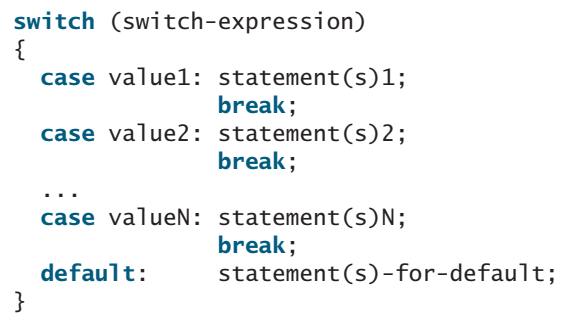 switch (switch-expression)
{
  case value1: statement(s)1;
               break;
  case value2: statement(s)2;
               break;
  ...
  case valueN: statement(s)N;
               break;
  default:     statement(s)-for-default;
}